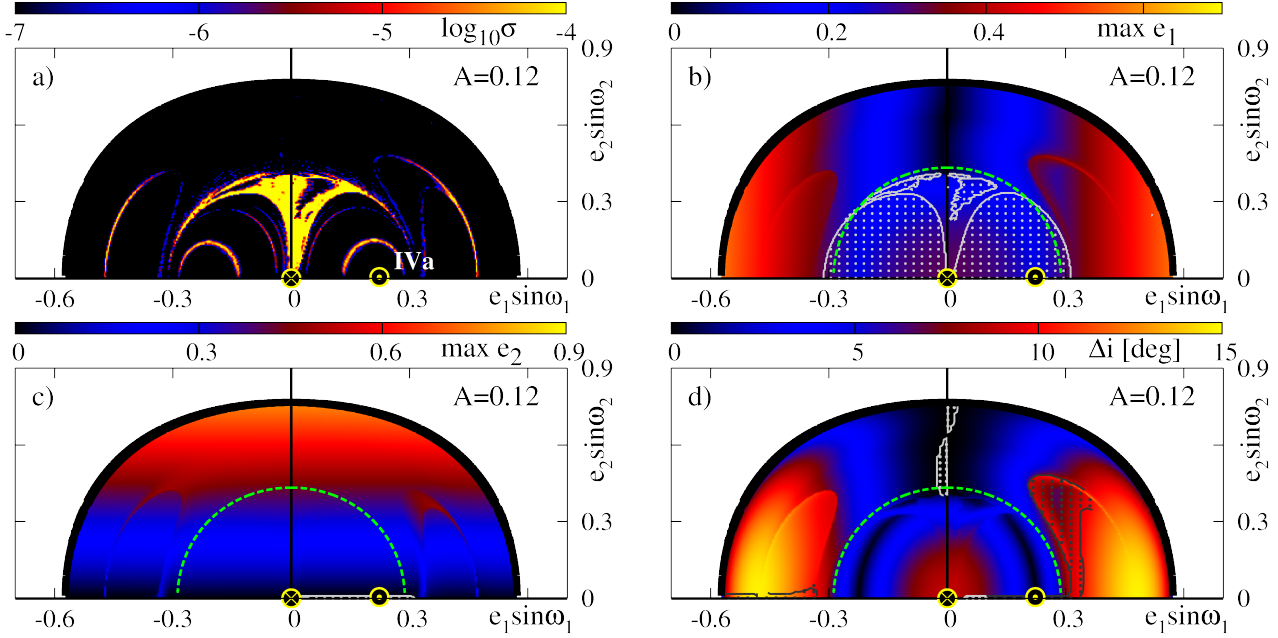 -7 -6 -5 log₁₀σ -4
a) A=0.12
0.9
e₂sinω₂
0.3
IVa
0
-0.6 -0.3 0 0.3 e₁sinω₁
0 0.2 0.4 max e₁
b) A=0.12
0.9
e₂sinω₂
0.3
0
-0.6 -0.3 0 0.3 e₁sinω₁
0 0.3 0.6 max e₂ 0.9
c) A=0.12
0.9
e₂sinω₂
0.3
0
-0.6 -0.3 0 0.3 e₁sinω₁
0 5 10 Δi [deg] 15
d) A=0.12
0.9
e₂sinω₂
0.3
0
-0.6 -0.3 0 0.3 e₁sinω₁